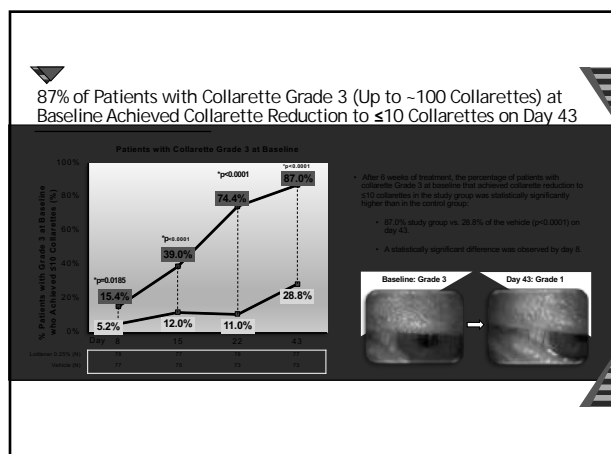 87% of Patients with Collarette Grade 3 (Up to ~100 Collarettes) at
Baseline Achieved Collarette Reduction to ≤10 Collarettes on Day 43
Patients with Collarette Grade 3 at Baseline
% Patients with Grade 3 at Baseline
who Achieved ≤10 Collarettes (%)
100%
80%
60%
40%
20%
0%
*p=0.0185
15.4%
5.2%
*p<0.0001
39.0%
12.0%
*p<0.0001
74.4%
11.0%
*p<0.0001
87.0%
28.8%
Day 8 15 22 43
Lotilaner 0.25% (N)
Vehicle (N)
• After 6 weeks of treatment, the percentage of patients with
collarette Grade 3 at baseline that achieved collarette reduction to
≤10 collarettes in the study group was statistically significantly
higher than in the control group:
• 87.0% study group vs. 28.8% of the vehicle (p<0.0001) on
day 43.
• A statistically significant difference was observed by day 8.
Baseline: Grade 3
Day 43: Grade 1